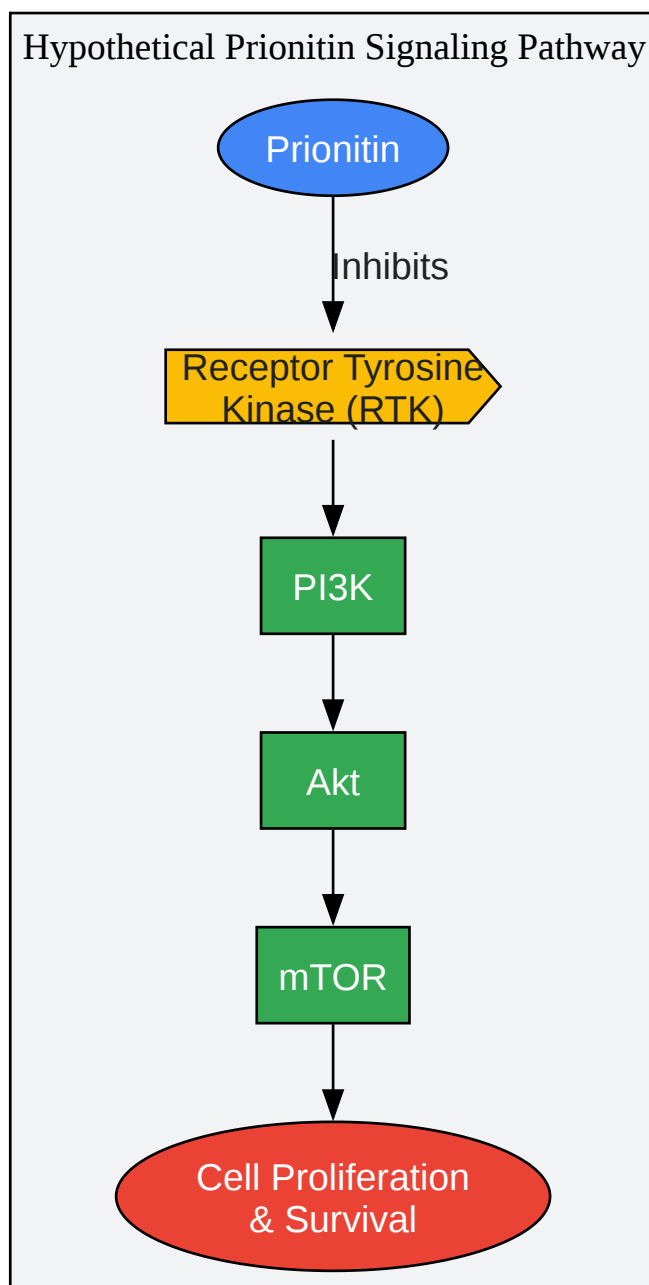 Hypothetical Prionitin Signaling Pathway
Prionitin
Inhibits
Receptor Tyrosine
Kinase (RTK)
PI3K
Akt
mTOR
Cell Proliferation
& Survival